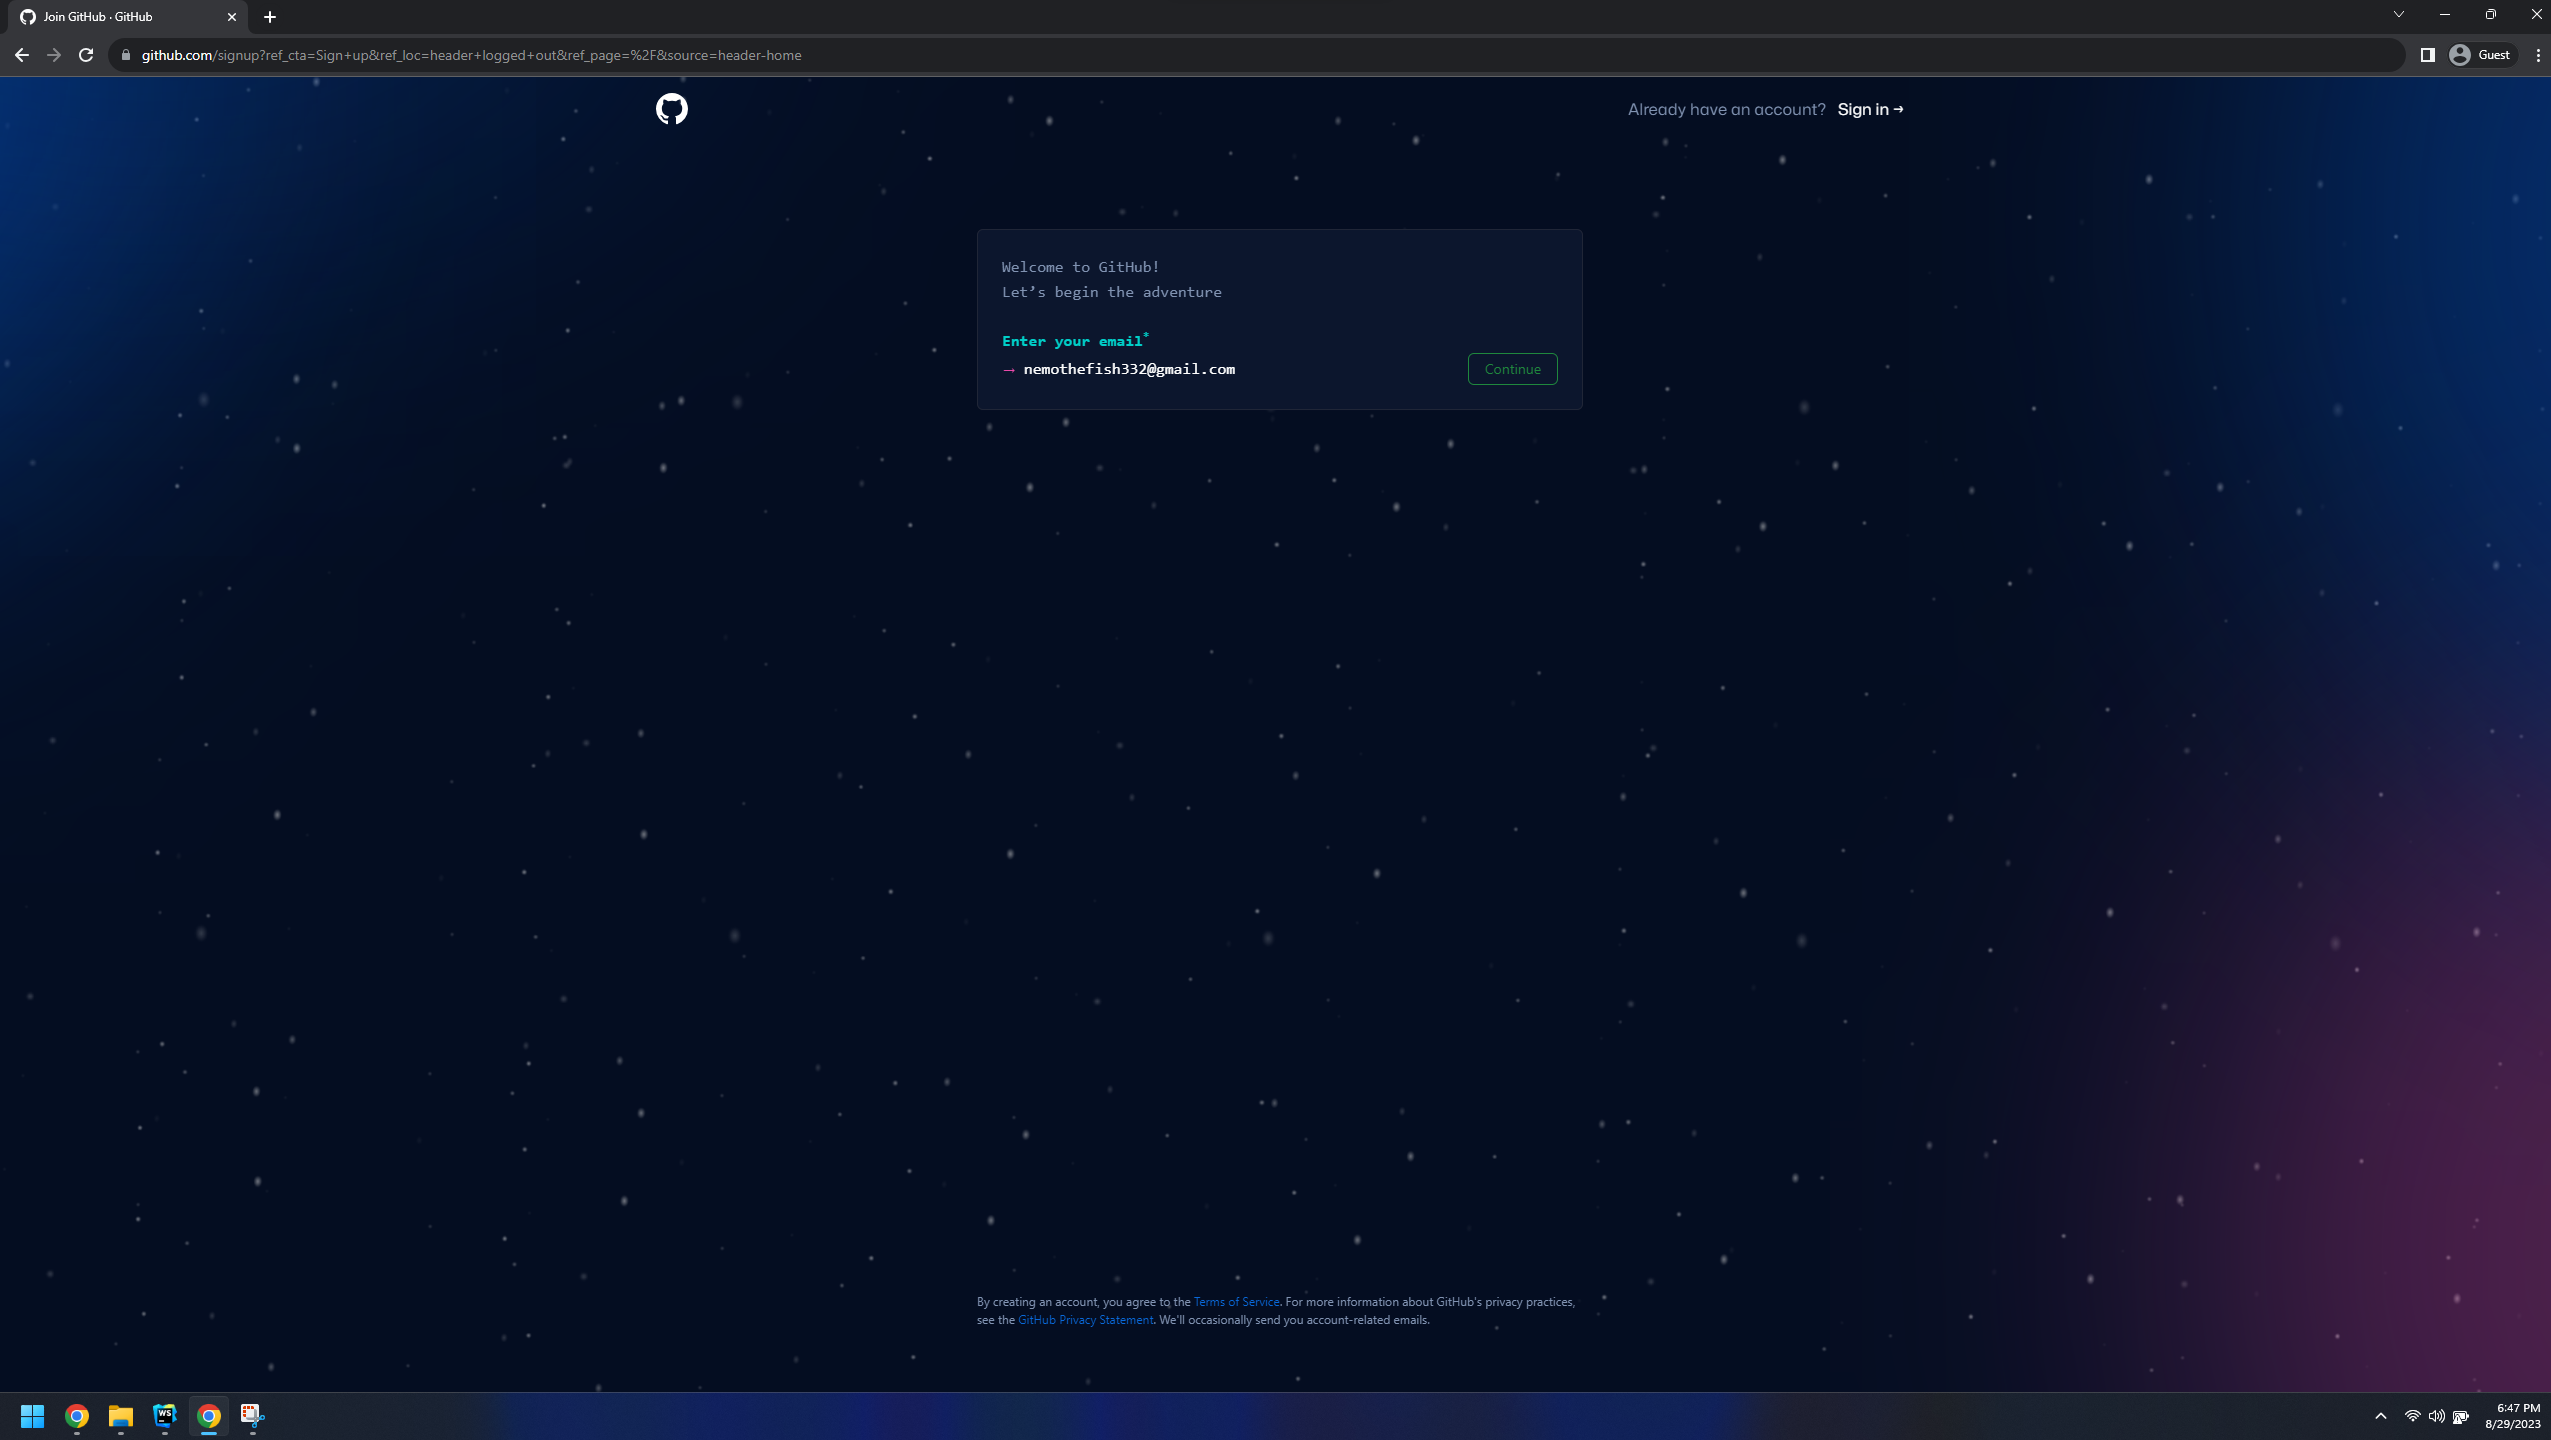 Join GitHub · GitHub
github.com/signup?ref_cta=Sign+up&ref_loc=header+logged+out&ref_page=%2F&source=header-home
Guest
Already have an account? Sign in →
Welcome to GitHub!
Let’s begin the adventure
Enter your email*
→ nemothefish332@gmail.com
Continue
By creating an account, you agree to the Terms of Service. For more information about GitHub's privacy practices,
see the GitHub Privacy Statement. We'll occasionally send you account-related emails.
WS
6:47 PM
8/29/2023